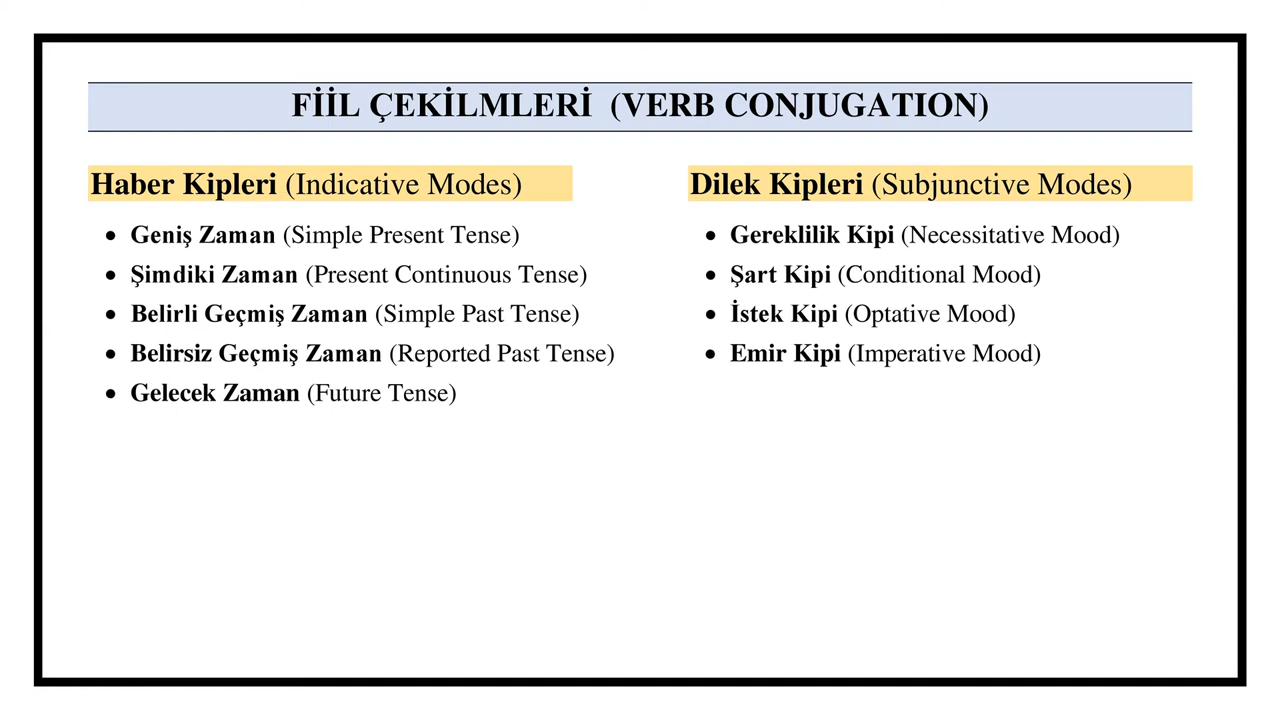 FİİL ÇEKİLMLERİ (VERB CONJUGATION)
Haber Kipleri (Indicative Modes)
• Geniş Zaman (Simple Present Tense)
• Şimdiki Zaman (Present Continuous Tense)
• Belirli Geçmiş Zaman (Simple Past Tense)
• Belirsiz Geçmiş Zaman (Reported Past Tense)
• Gelecek Zaman (Future Tense)
Dilek Kipleri (Subjunctive Modes)
• Gereklilik Kipi (Necessitative Mood)
• Şart Kipi (Conditional Mood)
• İstek Kipi (Optative Mood)
• Emir Kipi (Imperative Mood)